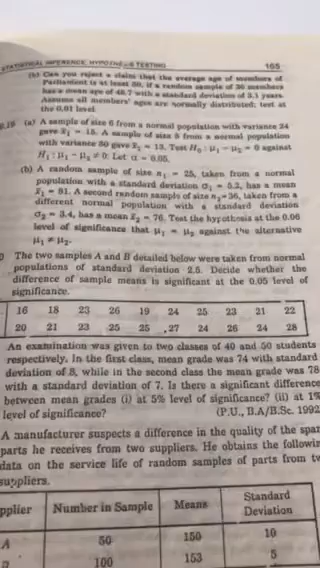 STATISTICAL INFERENCE: HYPOTHESIS TESTING 165
(b) Can you reject a claim that the average age of members of
Parliament is at least 50, if a random sample of 36 members
has a mean age of 48.7 with a standard deviation of 3.1 years.
Assume all members' ages are normally distributed; test at
the 0.01 level.
(a) A sample of size 6 from a normal population with variance 24
gave x̄₁ = 15. A sample of size 8 from a normal population
with variance 80 gave x̄₂ = 13. Test H₀ : μ₁ − μ₂ = 0 against
H₁ : μ₁ − μ₂ ≠ 0. Let α = 0.05.
(b) A random sample of size n₁ = 25, taken from a normal
population with a standard deviation σ₁ = 5.2, has a mean
x̄₁ = 81. A second random sample of size n₂ = 36, taken from a
different normal population with a standard deviation
σ₂ = 3.4, has a mean x̄₂ = 76. Test the hypothesis at the 0.06
level of significance that μ₁ = μ₂ against the alternative
μ₁ ≠ μ₂.
The two samples A and B detailed below were taken from normal
populations of standard deviation 2.5. Decide whether the
difference of sample means is significant at the 0.05 level of
significance.
16 18 23 26 19 24 25 23 21 22
20 21 23 25 25 27 24 26 24 28
An examination was given to two classes of 40 and 50 students
respectively. In the first class, mean grade was 74 with standard
deviation of 8, while in the second class the mean grade was 78
with a standard deviation of 7. Is there a significant difference
between mean grades (i) at 5% level of significance? (ii) at 1%
level of significance? (P.U., B.A/B.Sc. 1992
A manufacturer suspects a difference in the quality of the spar
parts he receives from two suppliers. He obtains the followin
data on the service life of random samples of parts from tw
suppliers.
pplier Number in Sample Means Standard
Deviation
A 50 150 10
100 153 5